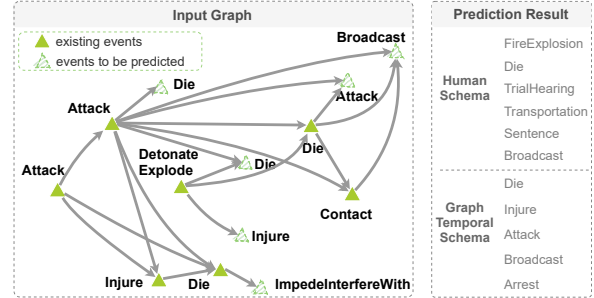 Input Graph
existing events
events to be predicted
Broadcast
Die
Attack
Attack
Die
Detonate
Explode
Die
Attack
Contact
Injure
Injure
Die
ImpedeInterfereWith
Prediction Result
Human
Schema
FireExplosion
Die
TrialHearing
Transportation
Sentence
Broadcast
Graph
Temporal
Schema
Die
Injure
Attack
Broadcast
Arrest